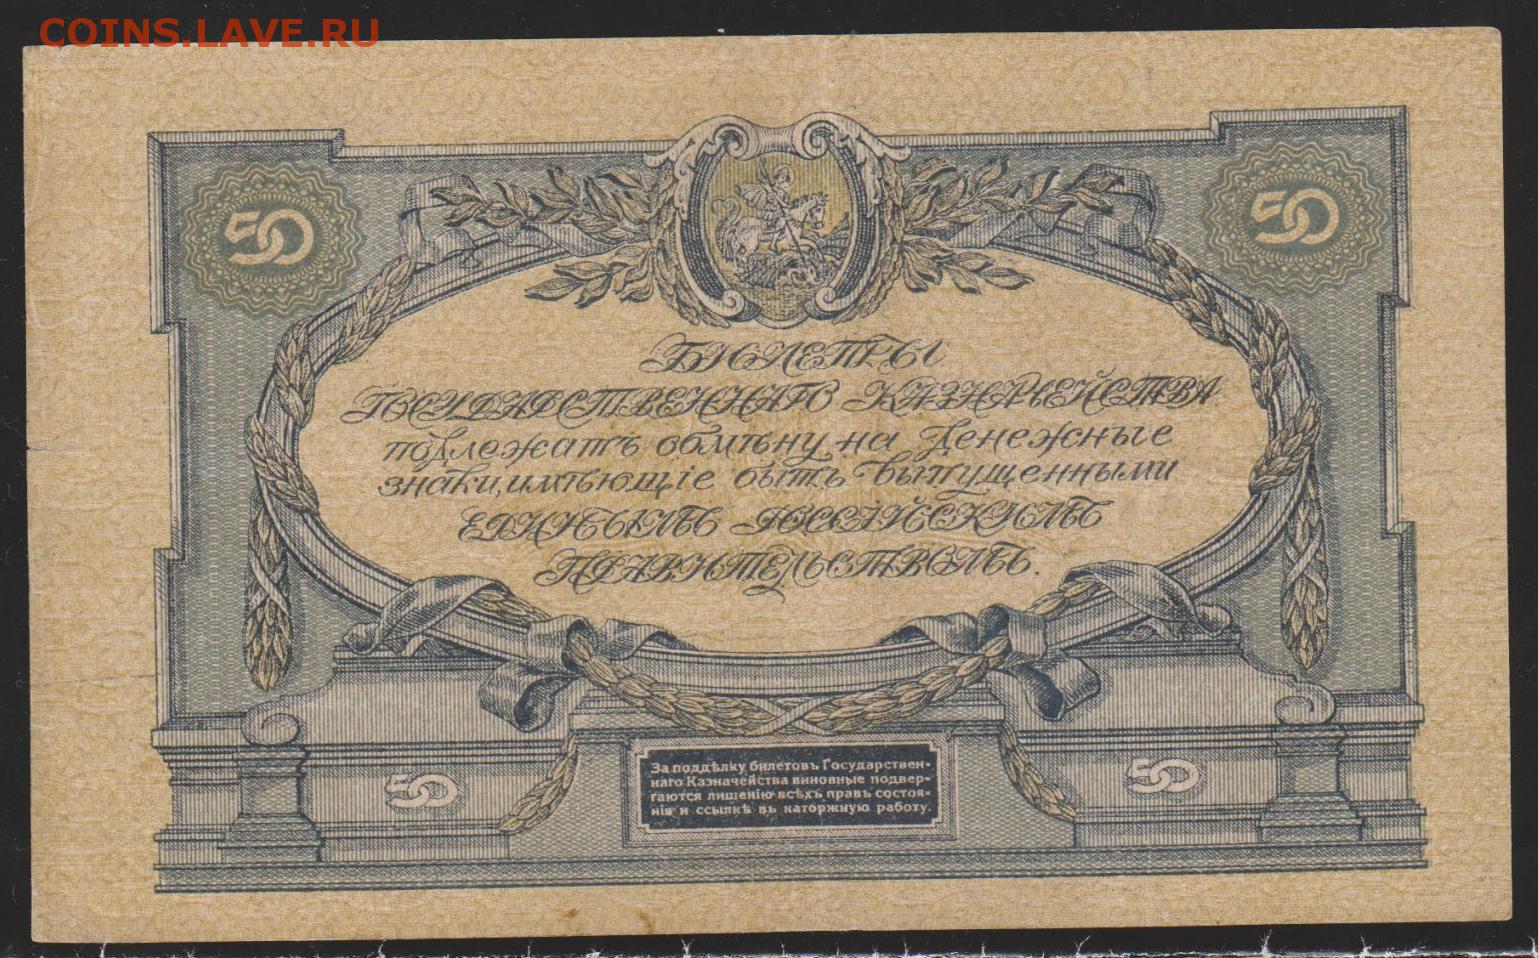 COINS.LAVE.RU
50
50
БИЛЕТЫ
ГОСУДАРСТВЕННАГО КАЗНАЧЕЙСТВА
подлежатъ обмѣну на денежные
знаки, имѣющіе быть выпущенными
ЕДИНЫМЪ РОССІЙСКИМЪ
ПРАВИТЕЛЬСТВОМЪ.
50
50
За поддѣлку билетовъ Государствен-
наго Казначейства виновные подвер-
гаются лишенію всѣхъ правъ состоя-
нія и ссылкѣ въ каторжную работу.